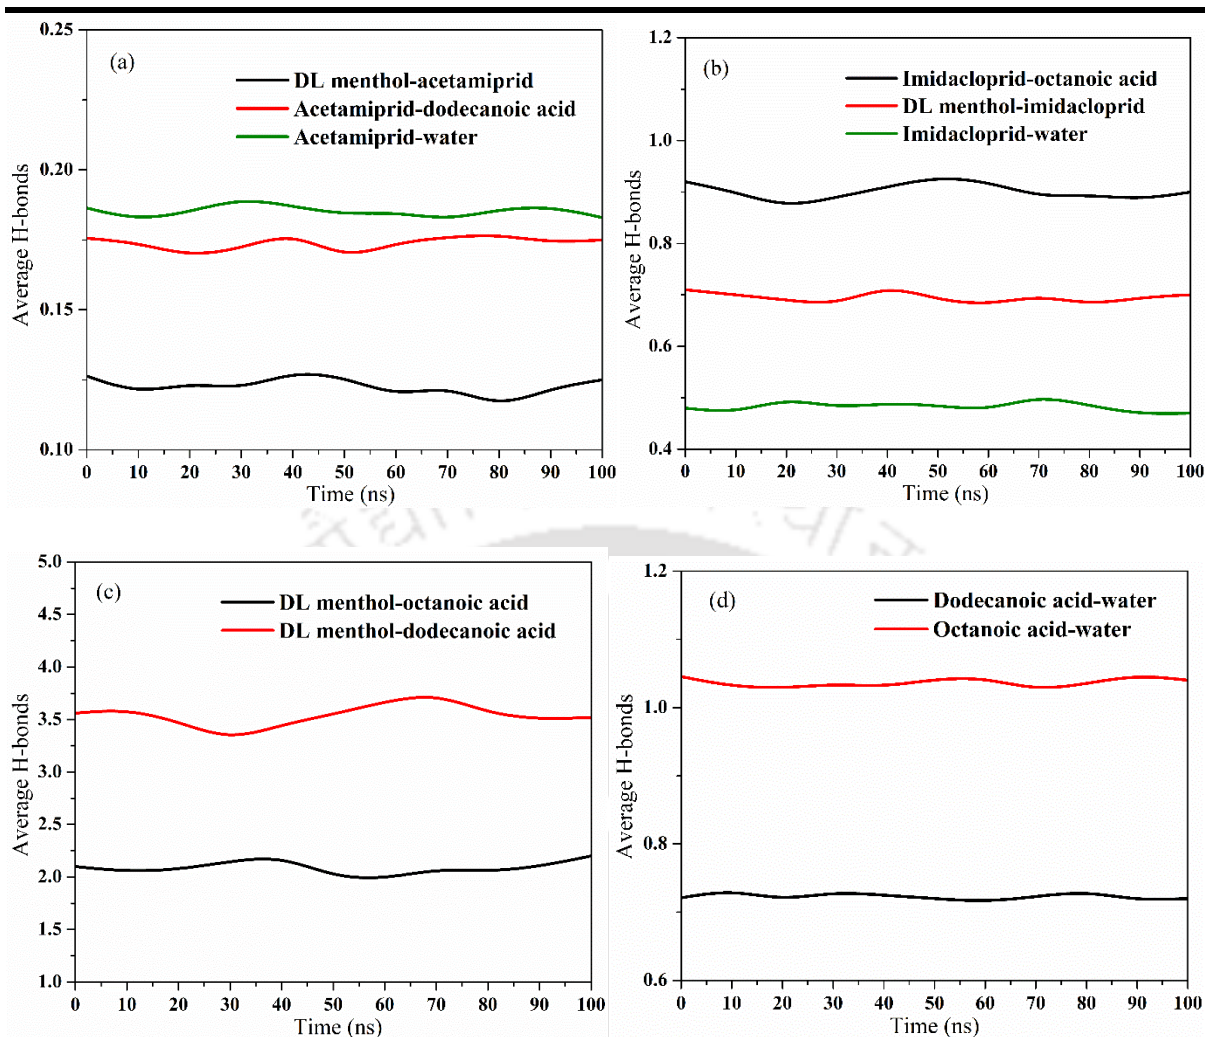 (a)
DL menthol-acetamiprid
Acetamiprid-dodecanoic acid
Acetamiprid-water
Average H-bonds
0.25
0.20
0.15
0.10
0 10 20 30 40 50 60 70 80 90 100
Time (ns)
(b)
Imidacloprid-octanoic acid
DL menthol-imidacloprid
Imidacloprid-water
Average H-bonds
1.2
1.0
0.8
0.6
0.4
0 10 20 30 40 50 60 70 80 90 100
Time (ns)
(c)
DL menthol-octanoic acid
DL menthol-dodecanoic acid
Average H-bonds
5.0
4.5
4.0
3.5
3.0
2.5
2.0
1.5
1.0
0 10 20 30 40 50 60 70 80 90 100
Time (ns)
(d)
Dodecanoic acid-water
Octanoic acid-water
Average H-bonds
1.2
1.0
0.8
0.6
0 10 20 30 40 50 60 70 80 90 100
Time (ns)